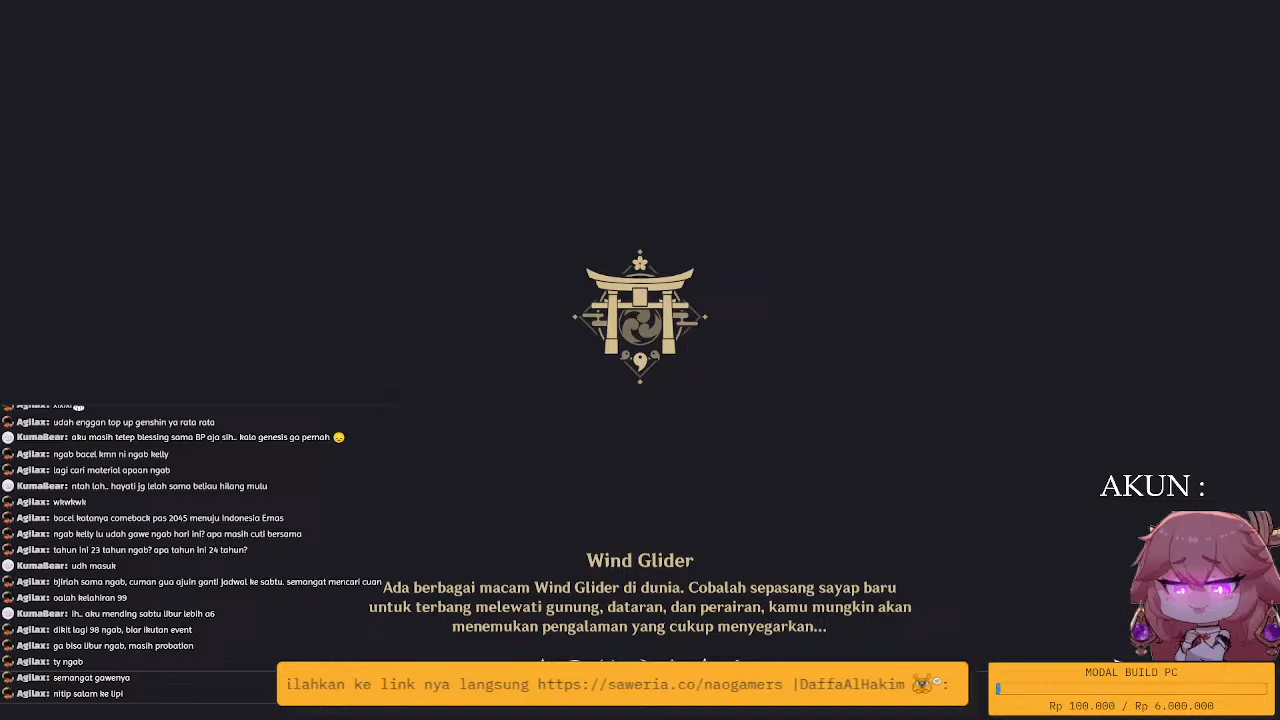 Agilax: xixixi
Agilax: udah enggan top up genshin ya rata rata
KumaBear: aku masih tetep blessing sama BP aja sih.. kalo genesis ga pernah 😞
Agilax: ngab bacel kmn ni ngab kelly
Agilax: lagi cari material apaan ngab
KumaBear: ntah lah.. hayati jg lelah sama beliau hilang mulu
Agilax: wkwkwk
Agilax: bacel katanya comeback pas 2045 menuju Indonesia Emas
Agilax: ngab kelly lu udah gawe ngab hari ini? apa masih cuti bersama
Agilax: tahun ini 23 tahun ngab? apa tahun ini 24 tahun?
KumaBear: udh masuk
Agilax: bjirlah sama ngab, cuman gua ajuin ganti jadwal ke sabtu. semangat mencari cuan
Agilax: oalah kelahiran 99
KumaBear: ih.. aku mending sabtu libur lebih a6
Agilax: dikit lagi 98 ngab, biar ikutan event
Agilax: ga bisa libur ngab, masih probation
Agilax: ty ngab
Agilax: semangat gawenya
Agilax: nitip salam ke lipi
Wind Glider
Ada berbagai macam Wind Glider di dunia. Cobalah sepasang sayap baru
untuk terbang melewati gunung, dataran, dan perairan, kamu mungkin akan
menemukan pengalaman yang cukup menyegarkan...
ilahkan ke link nya langsung https://saweria.co/naogamers |DaffaAlHakim :
AKUN :
MODAL BUILD PC
Rp 100.000 / Rp 6.000.000